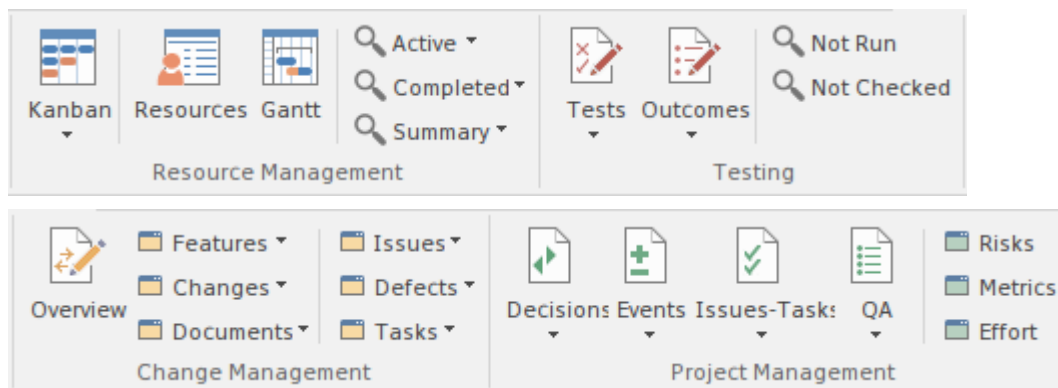 Kanban
Resources
Gantt
Active
Completed
Summary
Resource Management
Tests
Outcomes
Not Run
Not Checked
Testing
Overview
Features
Changes
Documents
Issues
Defects
Tasks
Change Management
Decisions
Events
Issues-Tasks
QA
Risks
Metrics
Effort
Project Management